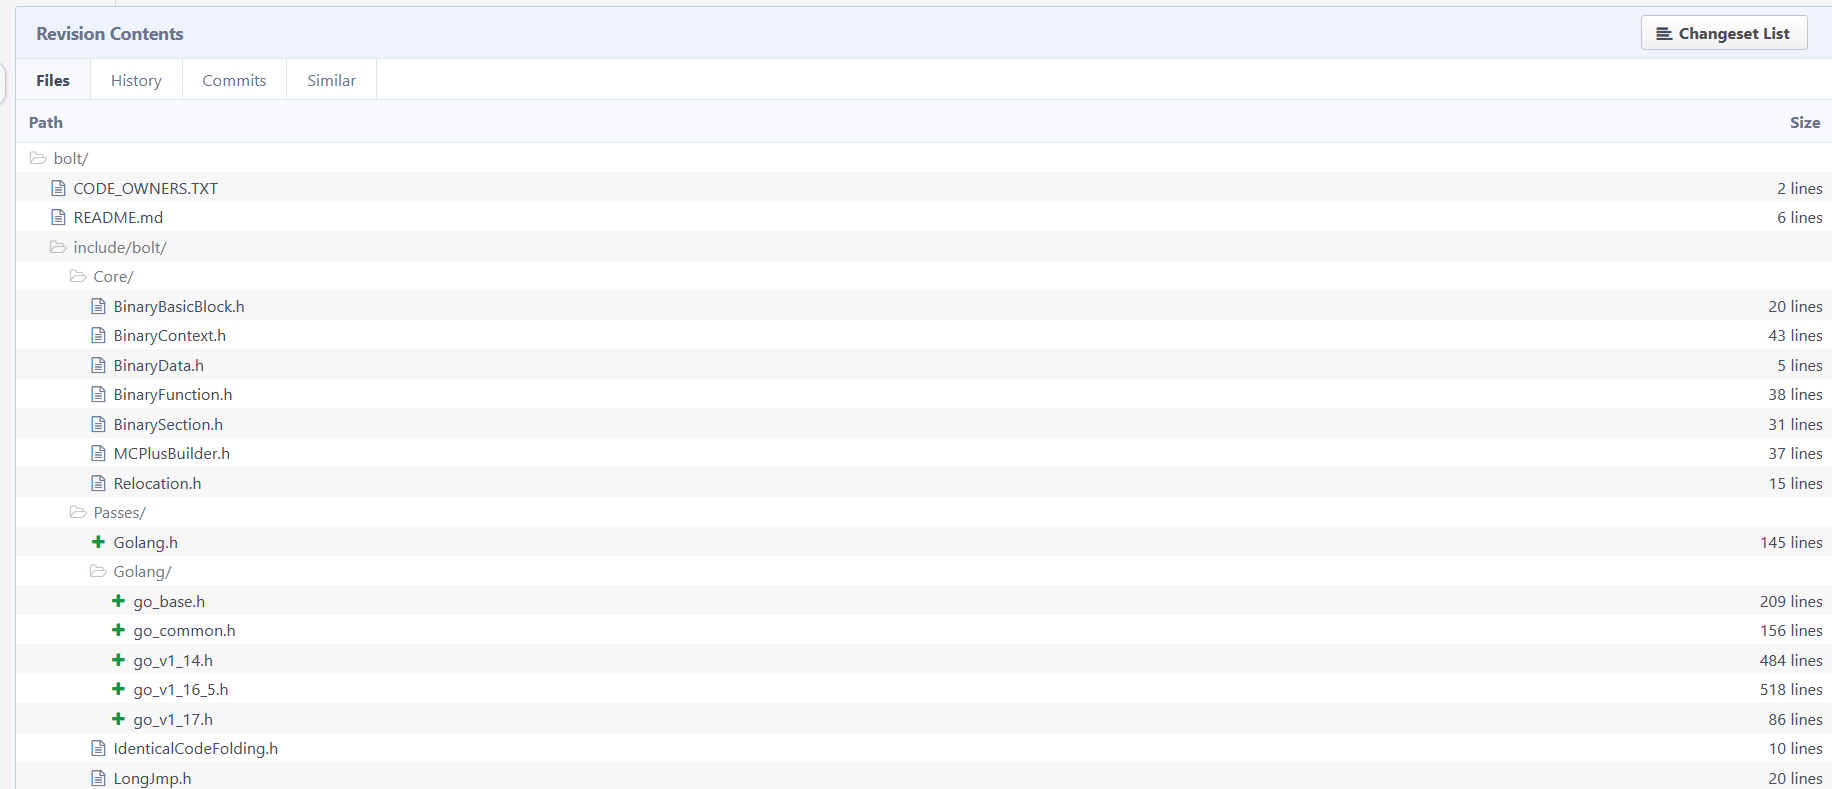 Revision Contents
Changeset List
Files History Commits Similar
Path Size
bolt/
CODE_OWNERS.TXT 2 lines
README.md 6 lines
include/bolt/
Core/
BinaryBasicBlock.h 20 lines
BinaryContext.h 43 lines
BinaryData.h 5 lines
BinaryFunction.h 38 lines
BinarySection.h 31 lines
MCPlusBuilder.h 37 lines
Relocation.h 15 lines
Passes/
Golang.h 145 lines
Golang/
go_base.h 209 lines
go_common.h 156 lines
go_v1_14.h 484 lines
go_v1_16_5.h 518 lines
go_v1_17.h 86 lines
IdenticalCodeFolding.h 10 lines
LongJmp.h 20 lines